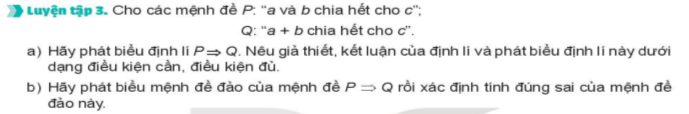 Luyện tập 3. Cho các mệnh đề P: "a và b chia hết cho c";
Q: "a + b chia hết cho c".
a) Hãy phát biểu định lí P ⇒ Q. Nêu giả thiết, kết luận của định lí và phát biểu định lí này dưới
dạng điều kiện cần, điều kiện đủ.
b) Hãy phát biểu mệnh đề đảo của mệnh đề P ⇒ Q rồi xác định tính đúng sai của mệnh đề
đảo này.